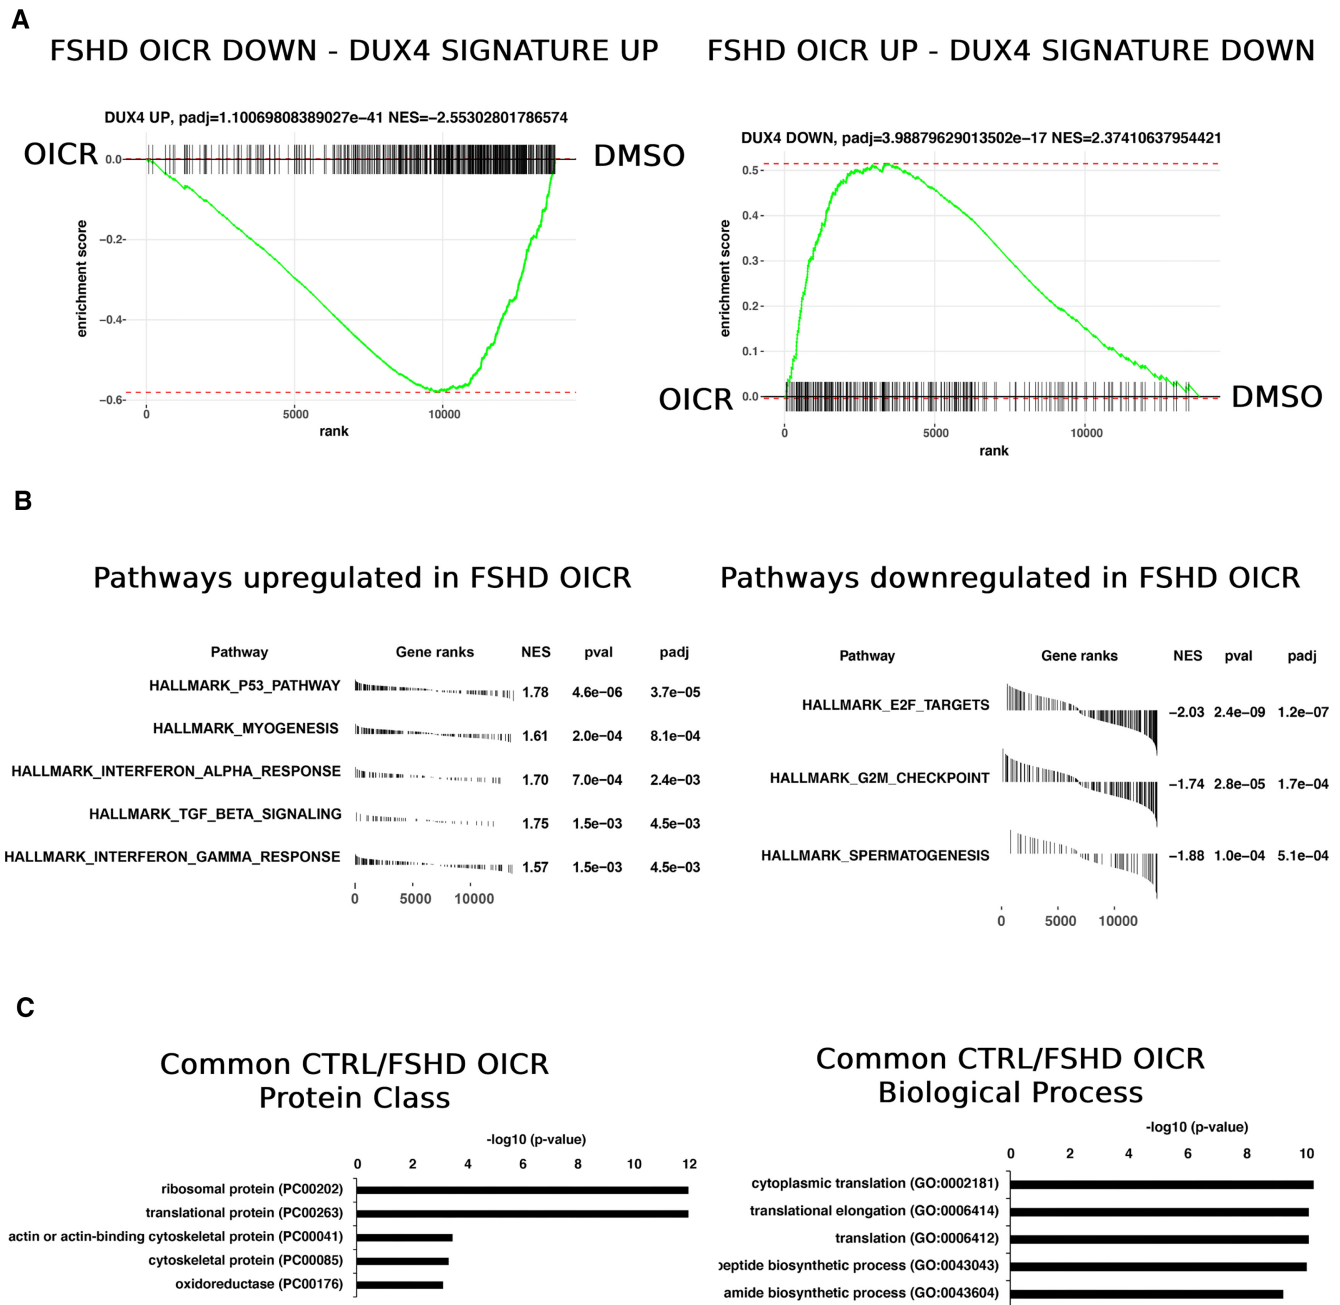 A
FSHD OICR DOWN - DUX4 SIGNATURE UP
FSHD OICR UP - DUX4 SIGNATURE DOWN
DUX4 UP, padj=1.10069808389027e−41 NES=−2.55302801786574
OICR
DMSO
0.0
−0.2
−0.4
−0.6
enrichment score
0 5000 10000
rank
DUX4 DOWN, padj=3.98879629013502e−17 NES=2.37410637954421
0.5
0.4
0.3
0.2
0.1
0.0
enrichment score
OICR
DMSO
0 5000 10000
rank
B
Pathways upregulated in FSHD OICR
Pathway Gene ranks NES pval padj
HALLMARK_P53_PATHWAY 1.78 4.6e−06 3.7e−05
HALLMARK_MYOGENESIS 1.61 2.0e−04 8.1e−04
HALLMARK_INTERFERON_ALPHA_RESPONSE 1.70 7.0e−04 2.4e−03
HALLMARK_TGF_BETA_SIGNALING 1.75 1.5e−03 4.5e−03
HALLMARK_INTERFERON_GAMMA_RESPONSE 1.57 1.5e−03 4.5e−03
0 5000 10000
Pathways downregulated in FSHD OICR
Pathway Gene ranks NES pval padj
HALLMARK_E2F_TARGETS −2.03 2.4e−09 1.2e−07
HALLMARK_G2M_CHECKPOINT −1.74 2.8e−05 1.7e−04
HALLMARK_SPERMATOGENESIS −1.88 1.0e−04 5.1e−04
0 5000 10000
C
Common CTRL/FSHD OICR
Protein Class
-log10 (p-value)
0 2 4 6 8 10 12
ribosomal protein (PC00202)
translational protein (PC00263)
actin or actin-binding cytoskeletal protein (PC00041)
cytoskeletal protein (PC00085)
oxidoreductase (PC00176)
Common CTRL/FSHD OICR
Biological Process
-log10 (p-value)
0 2 4 6 8 10
cytoplasmic translation (GO:0002181)
translational elongation (GO:0006414)
translation (GO:0006412)
peptide biosynthetic process (GO:0043043)
amide biosynthetic process (GO:0043604)